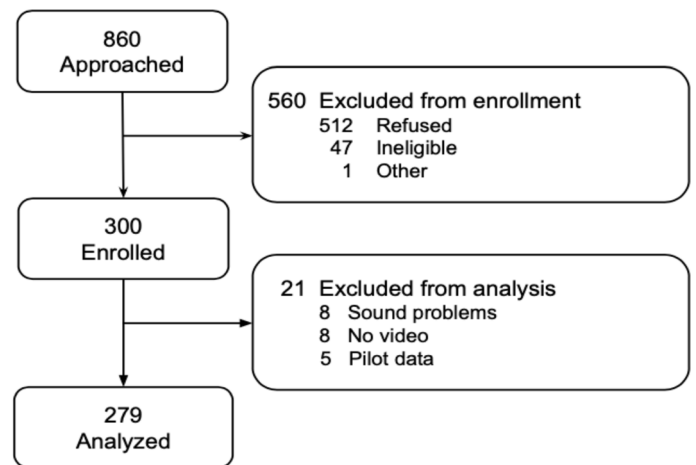 860
Approached
560 Excluded from enrollment
512 Refused
47 Ineligible
1 Other
300
Enrolled
21 Excluded from analysis
8 Sound problems
8 No video
5 Pilot data
279
Analyzed